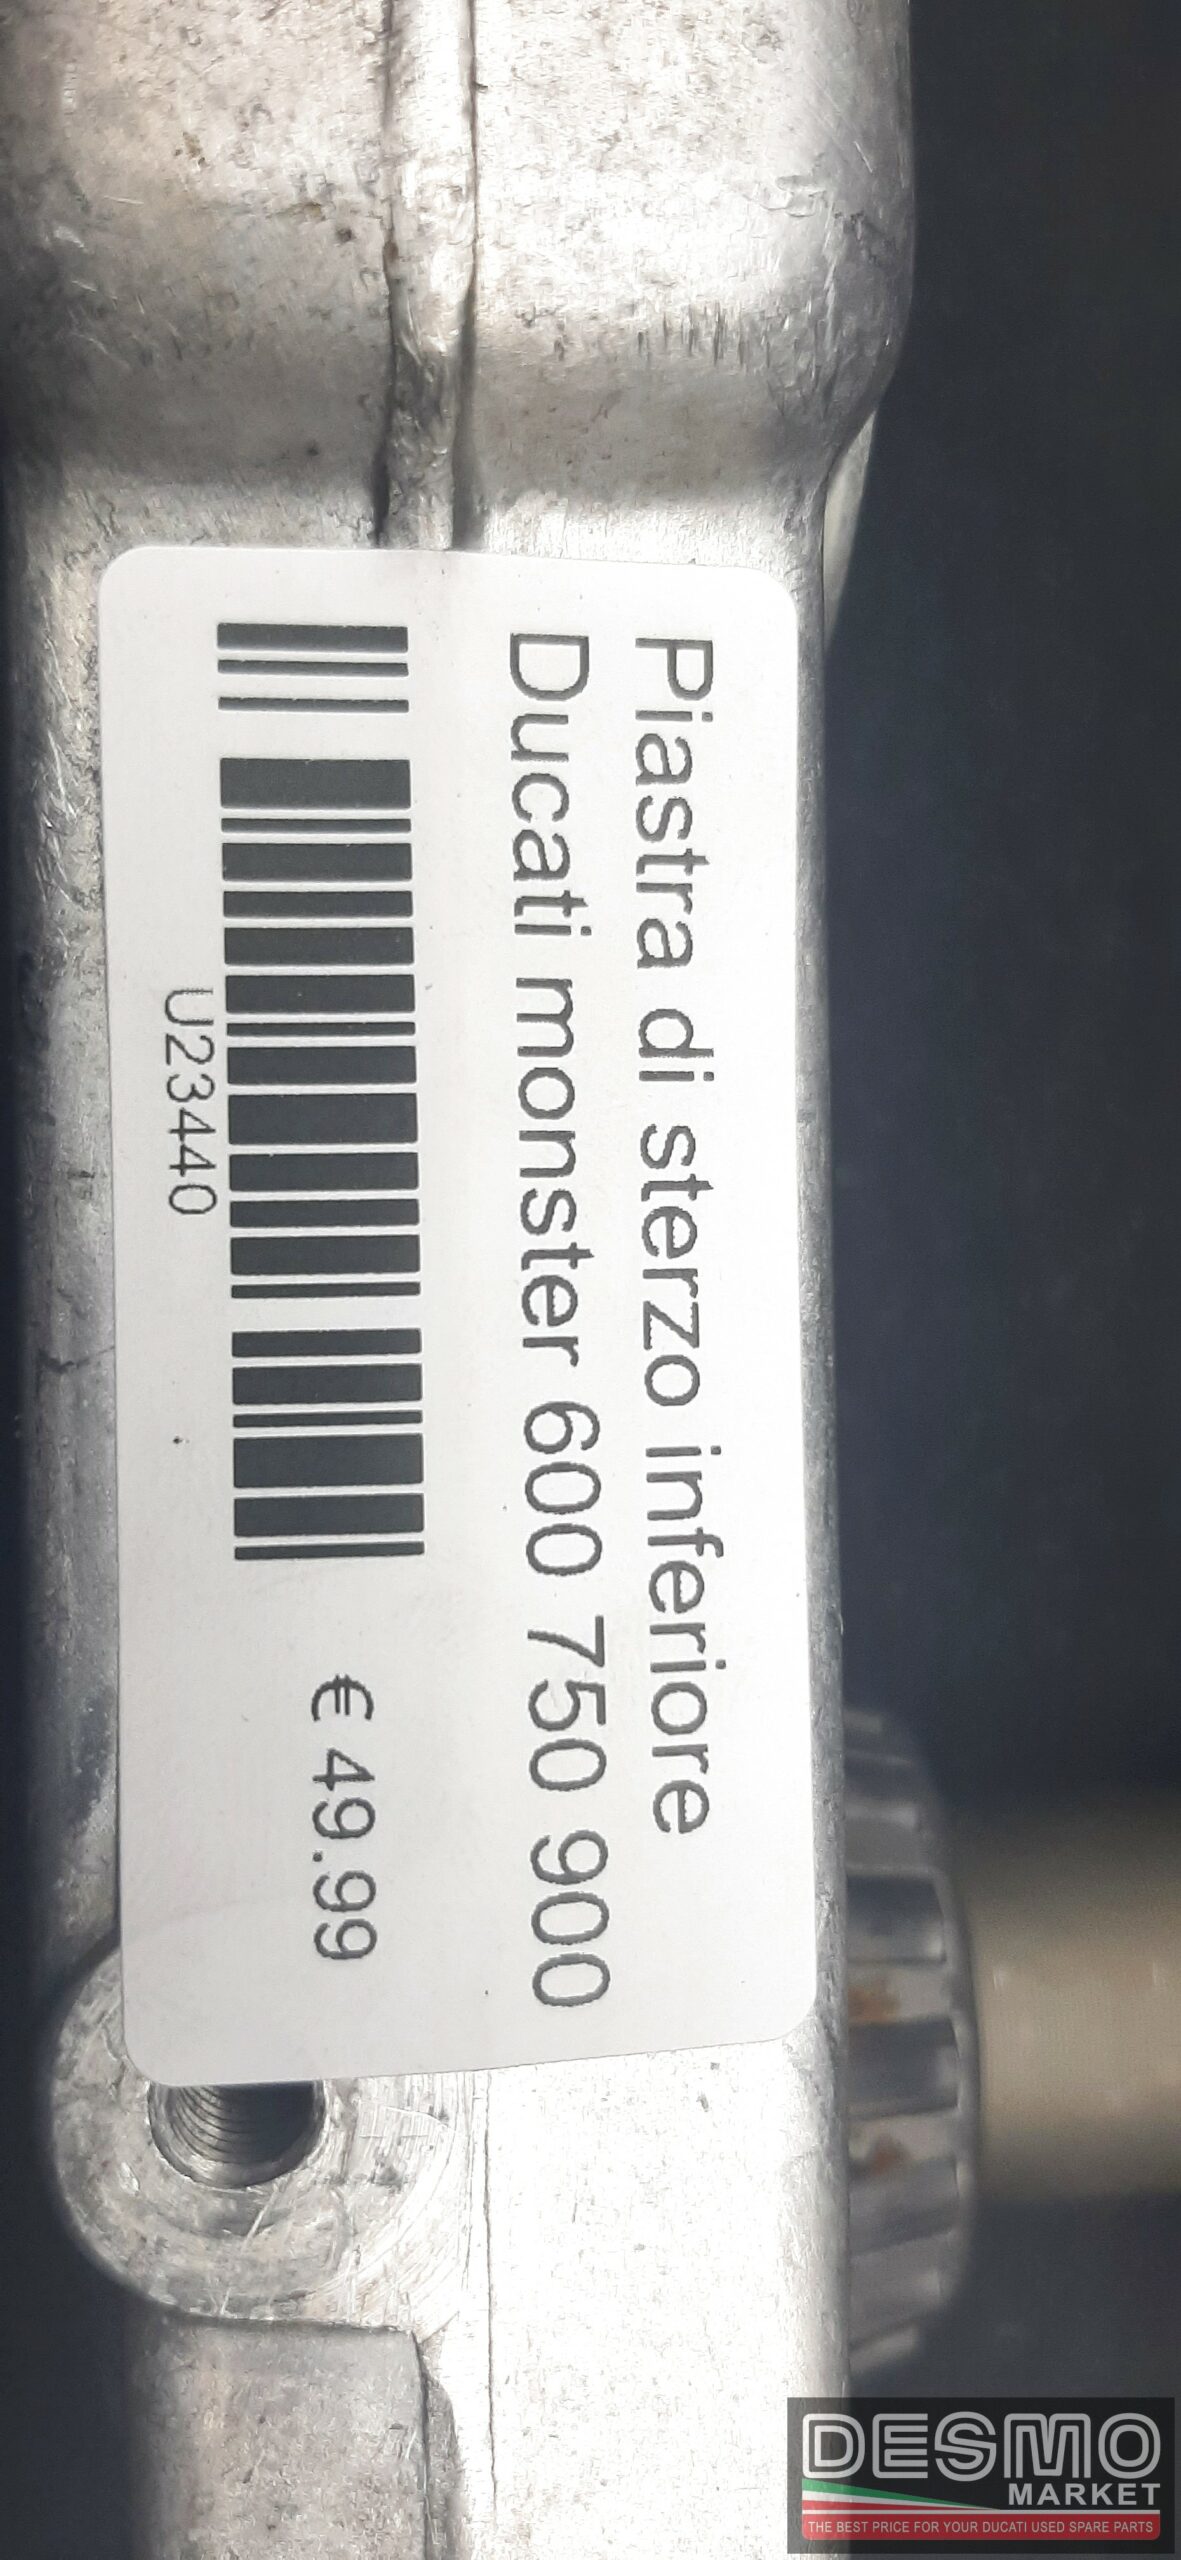 Piastra di sterzo inferiore
Ducati monster 600 750 900
€ 49.99
U23440
DESMO
MARKET
THE BEST PRICE FOR YOUR DUCATI USED SPARE PARTS